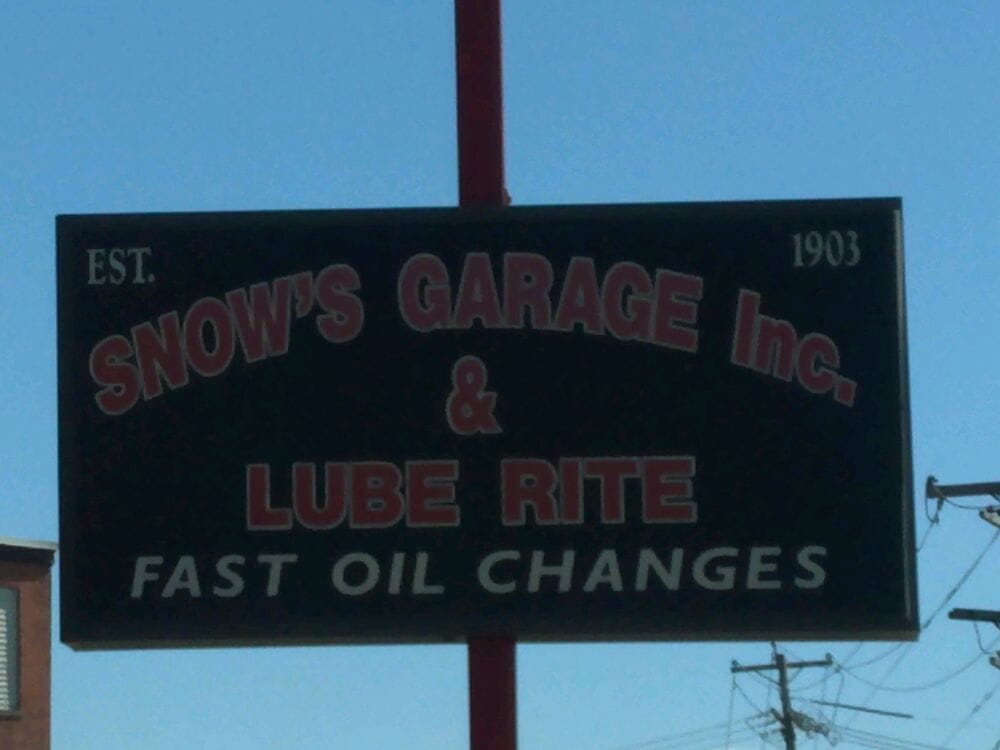 EST. 1903
SNOW'S GARAGE Inc.
&
LUBE RITE
FAST OIL CHANGES